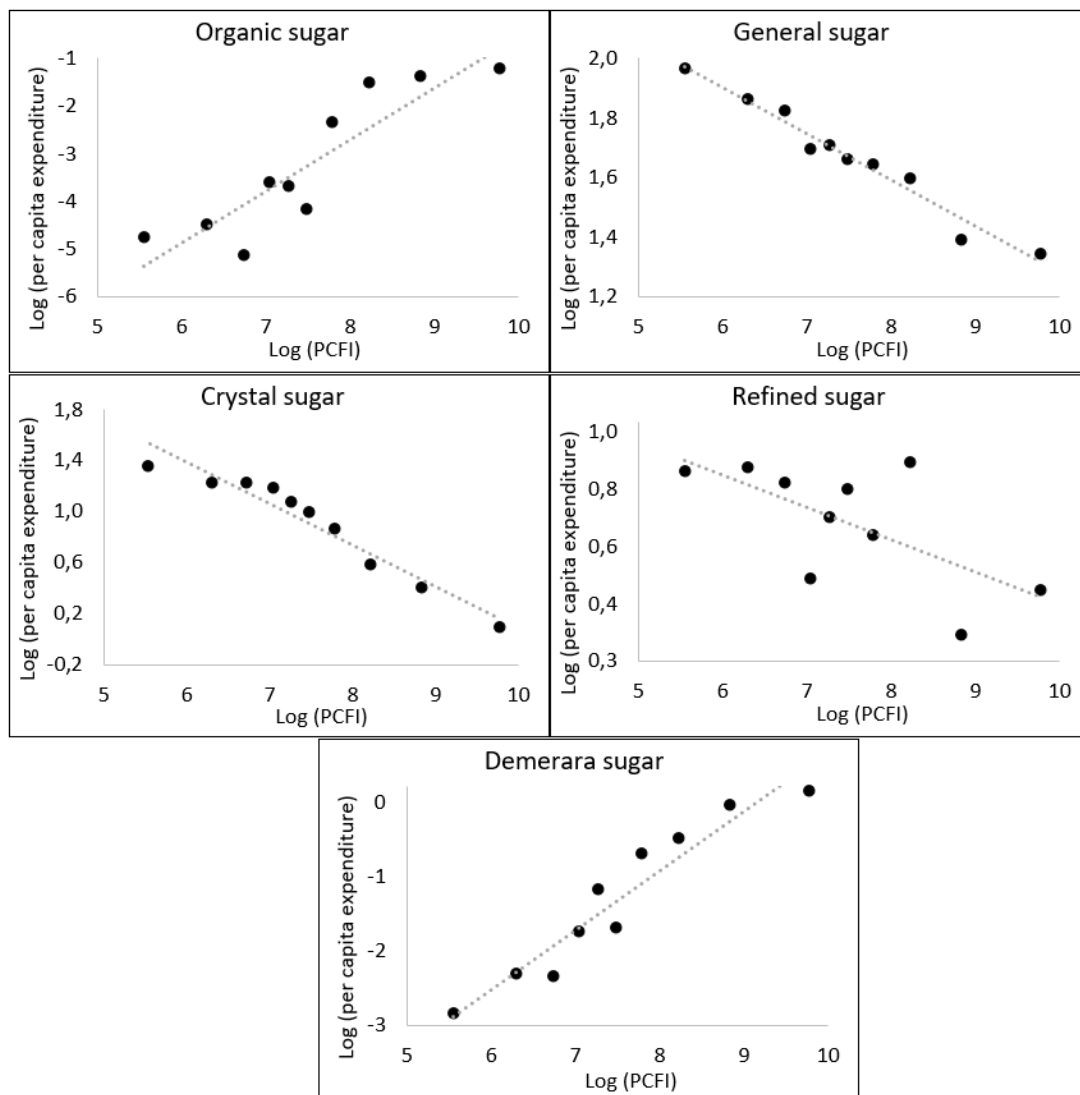 Organic sugar
Log (per capita expenditure)
-1
-2
-3
-4
-5
-6
5 6 7 8 9 10
Log (PCFI)
General sugar
Log (per capita expenditure)
2,0
1,8
1,6
1,4
1,2
5 6 7 8 9 10
Log (PCFI)
Crystal sugar
Log (per capita expenditure)
1,8
1,4
1,0
0,6
0,2
-0,2
5 6 7 8 9 10
Log (PCFI)
Refined sugar
Log (per capita expenditure)
1,0
0,8
0,6
0,4
0,3
5 6 7 8 9 10
Log (PCFI)
Demerara sugar
Log (per capita expenditure)
0
-1
-2
-3
5 6 7 8 9 10
Log (PCFI)